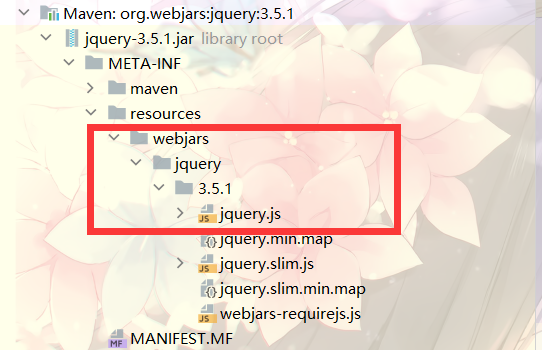 Maven: org.webjars:jquery:3.5.1
jquery-3.5.1.jar library root
META-INF
maven
resources
webjars
jquery
3.5.1
JS jquery.js
{} jquery.min.map
JS jquery.slim.js
{} jquery.slim.min.map
JS webjars-requirejs.js
MF MANIFEST.MF